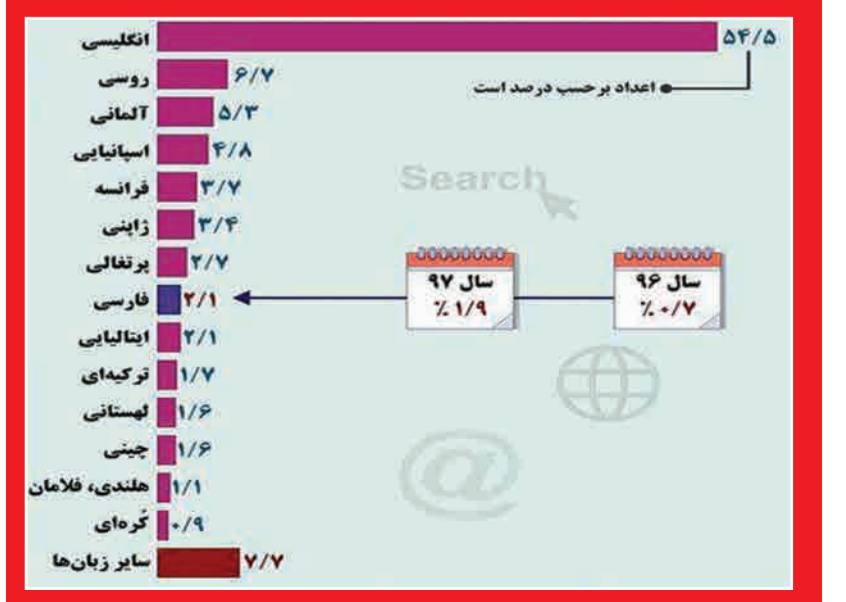 انگلیسی ۵۴/۵
اعداد بر حسب درصد است
روسی ۶/۷
آلمانی ۵/۳
اسپانیایی ۴/۸
فرانسه ۳/۷
Search
ژاپنی ۳/۴
پرتغالی ۲/۷
سال ۹۶
٪ ۰/۷
سال ۹۷
٪ ۱/۹
فارسی ۲/۱
ایتالیایی ۲/۱
ترکیه‌ای ۱/۷
لهستانی ۱/۶
چینی ۱/۶
@
هلندی، فلامان ۱/۱
کُره‌ای ۰/۹
سایر زبان‌ها ۷/۷